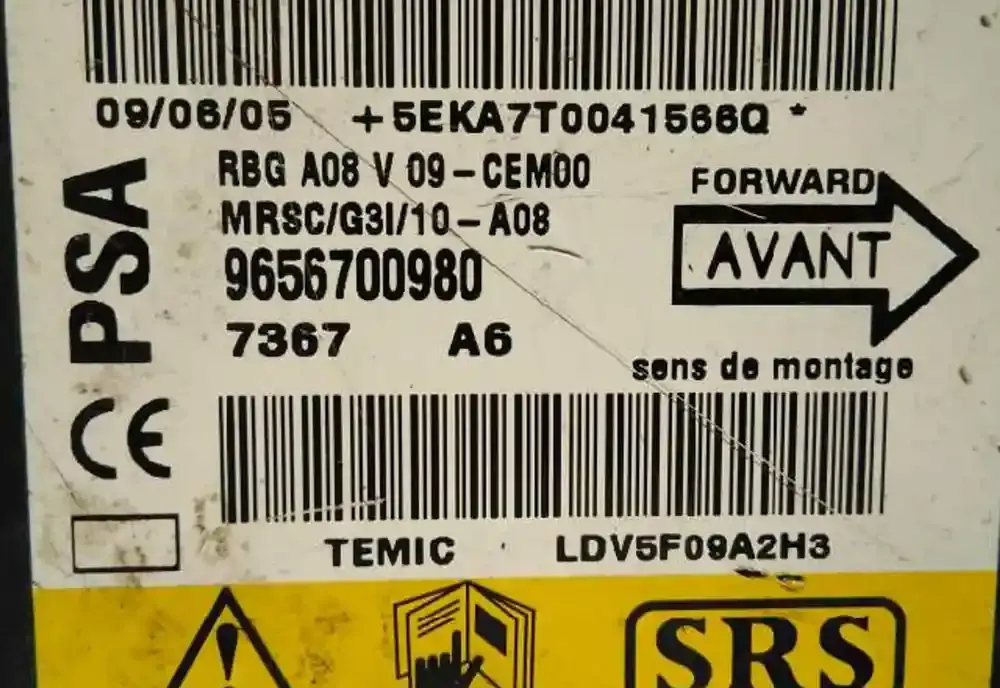 09/06/05 +5EKA7T0041566Q *
RBG A08 V 09-CEM00
MRSC/G3I/10-A08
9656700980
7367 A6
PSA
FORWARD
AVANT
sens de montage
CE
TEMIC LDV5F09A2H3
SRS